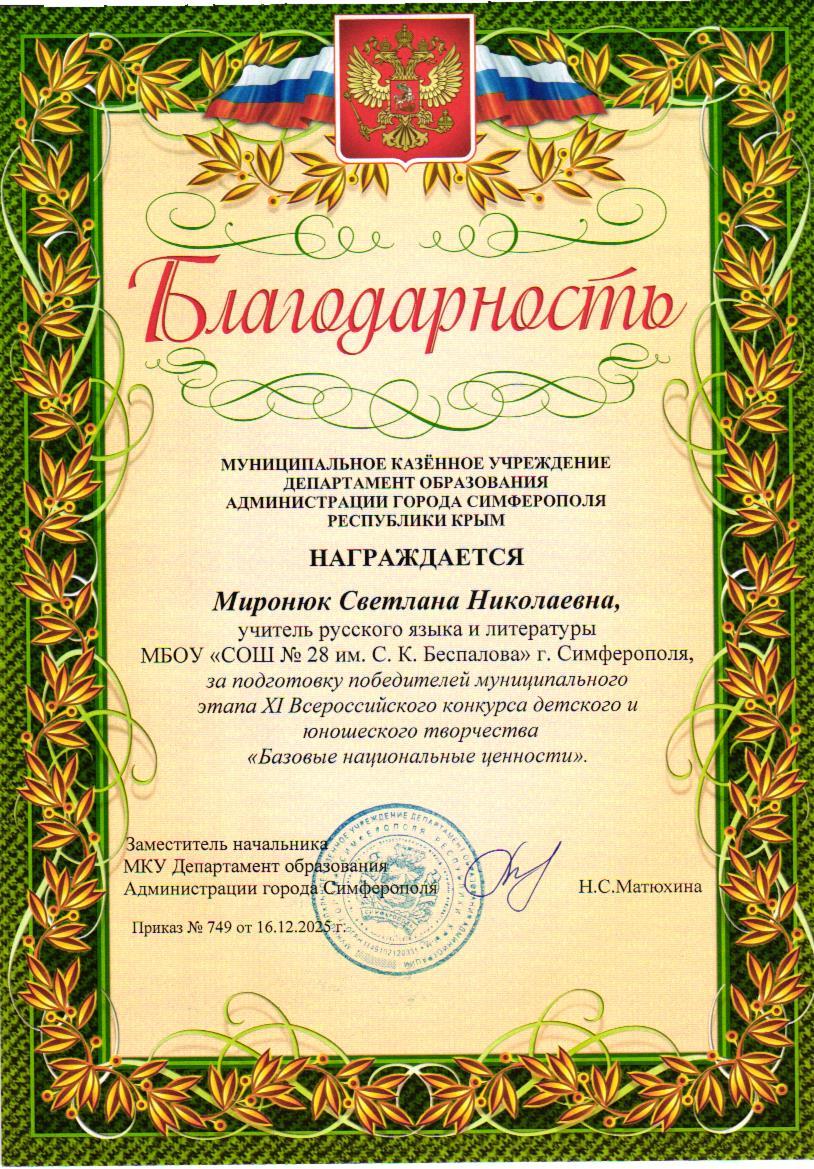 Благодарность
МУНИЦИПАЛЬНОЕ КАЗЁННОЕ УЧРЕЖДЕНИЕ
ДЕПАРТАМЕНТ ОБРАЗОВАНИЯ
АДМИНИСТРАЦИИ ГОРОДА СИМФЕРОПОЛЯ
РЕСПУБЛИКИ КРЫМ
НАГРАЖДАЕТСЯ
Миронюк Светлана Николаевна,
учитель русского языка и литературы
МБОУ «СОШ № 28 им. С. К. Беспалова» г. Симферополя,
за подготовку победителей муниципального
этапа XI Всероссийского конкурса детского и
юношеского творчества
«Базовые национальные ценности».
Заместитель начальника
МКУ Департамент образования
Администрации города Симферополя Н.С.Матюхина
Приказ № 749 от 16.12.2025 г.